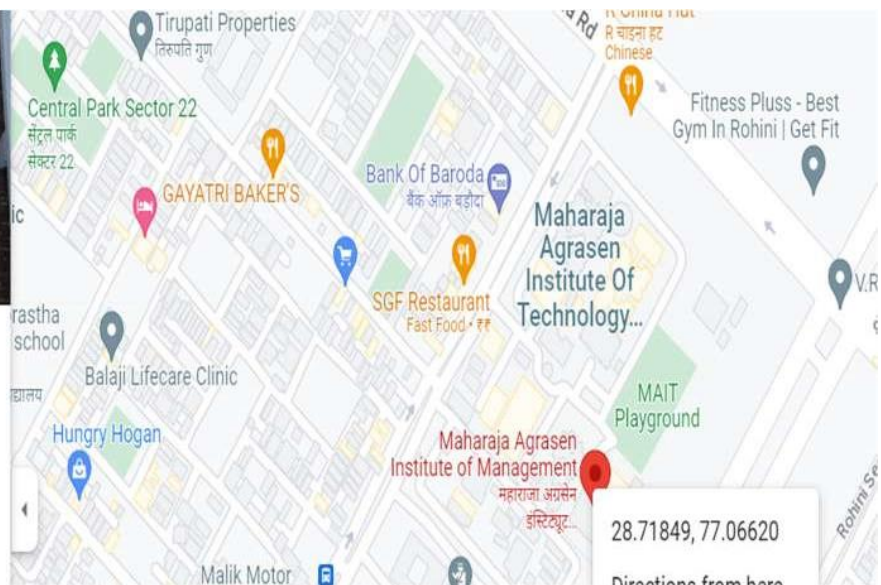 Tirupati Properties
तिरुपति गुण
Central Park Sector 22
सेंट्रल पार्क
सेक्टर 22
GAYATRI BAKER'S
ic
Bank Of Baroda
बैंक ऑफ़ बड़ौदा
Rd
R चाइना हट
Chinese
Fitness Pluss - Best
Gym In Rohini | Get Fit
Maharaja
Agrasen
Institute Of
Technology...
SGF Restaurant
Fast Food • ₹₹
V.R
rastha
school
Balaji Lifecare Clinic
Hungry Hogan
MAIT
Playground
Maharaja Agrasen
Institute of Management
महाराजा अग्रसेन
इंस्टिट्यूट...
28.71849, 77.06620
Directions from here
Rohini Se
Malik Motor